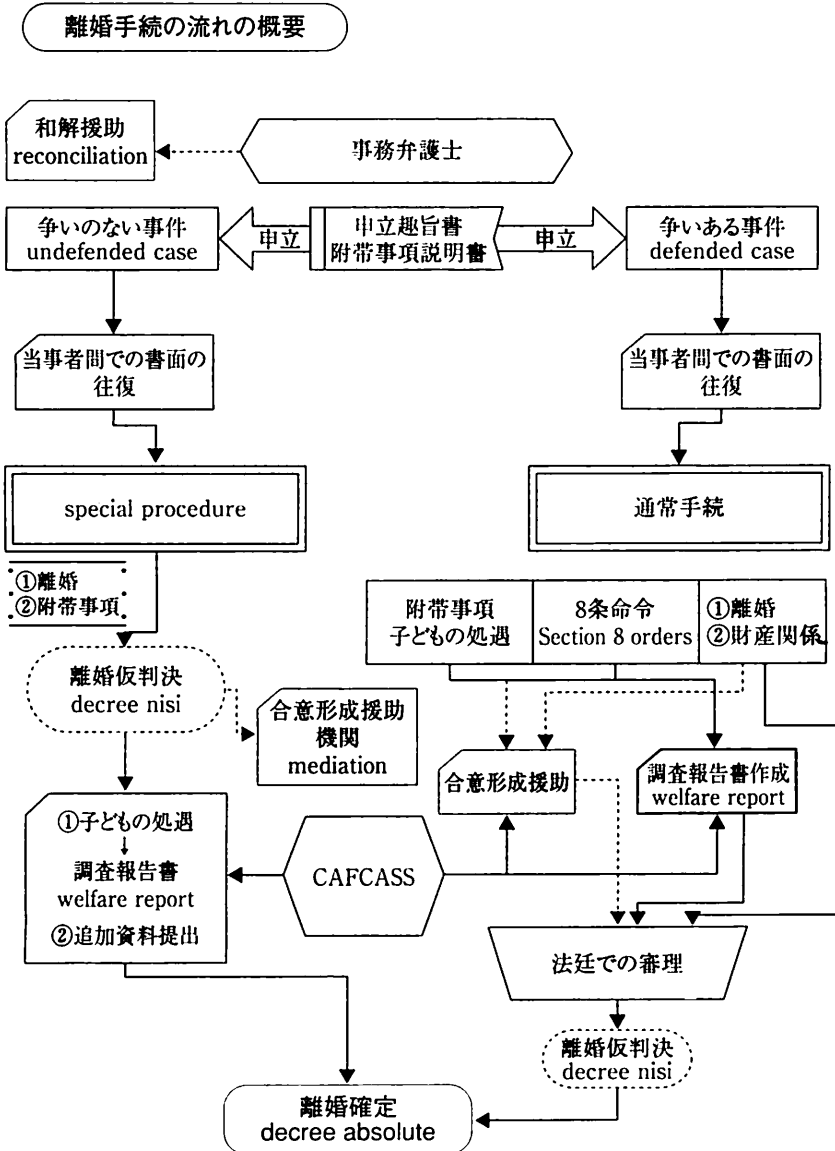 離婚手続の流れの概要
和解援助
reconciliation
事務弁護士
争いのない事件
undefended case
申立
申立趣旨書
附帯事項説明書
申立
争いある事件
defended case
当事者間での書面の
往復
当事者間での書面の
往復
special procedure
通常手続
①離婚
②附帯事項
附帯事項
子どもの処遇
8条命令
Section 8 orders
①離婚
②財産関係
離婚仮判決
decree nisi
合意形成援助
機関
mediation
合意形成援助
調査報告書作成
welfare report
①子どもの処遇
調査報告書
welfare report
②追加資料提出
CAFCASS
法廷での審理
離婚仮判決
decree nisi
離婚確定
decree absolute